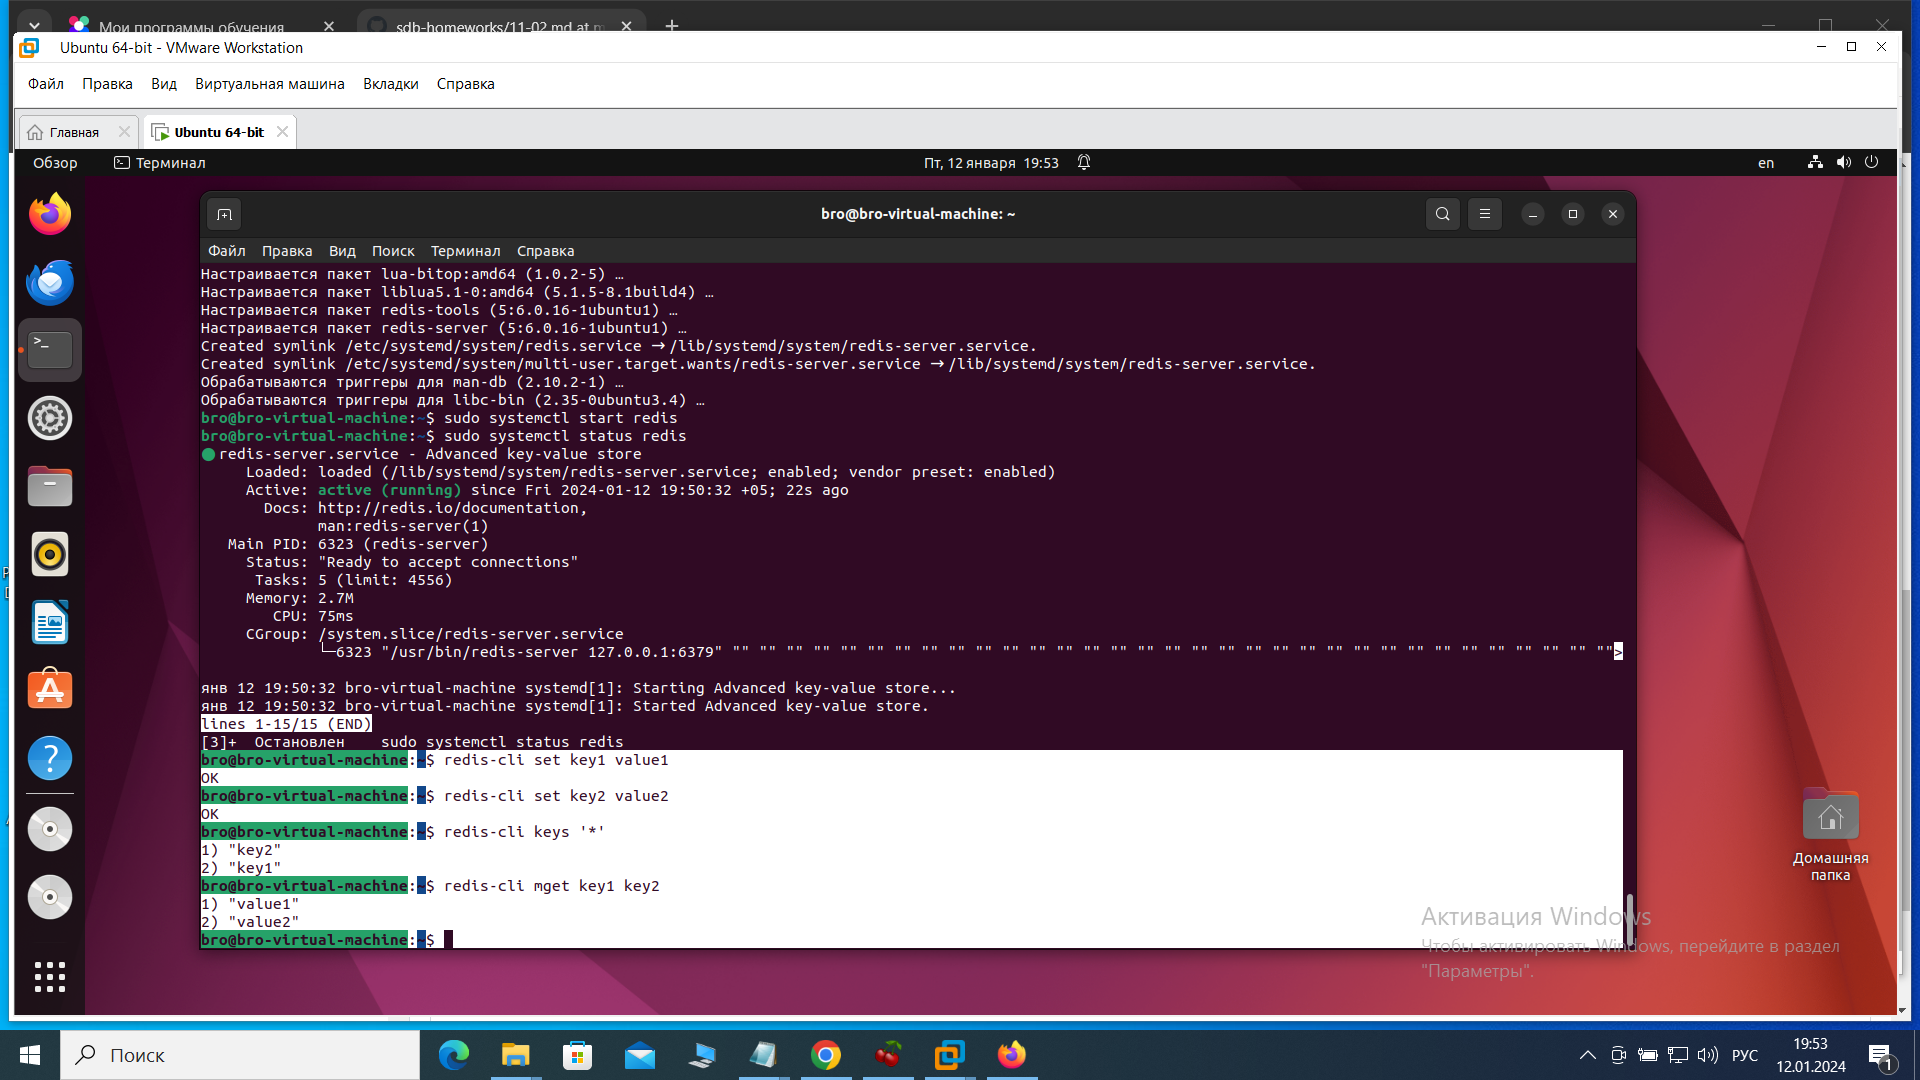 Мои программы обучения
sdb-homeworks/11-02.md at m
Ubuntu 64-bit - VMware Workstation
Файл Правка Вид Виртуальная машина Вкладки Справка
Главная
Ubuntu 64-bit
Обзор
Терминал
Пт, 12 января 19:53
en
bro@bro-virtual-machine: ~
Файл Правка Вид Поиск Терминал Справка
Настраивается пакет lua-bitop:amd64 (1.0.2-5) …
Настраивается пакет liblua5.1-0:amd64 (5.1.5-8.1build4) …
Настраивается пакет redis-tools (5:6.0.16-1ubuntu1) …
Настраивается пакет redis-server (5:6.0.16-1ubuntu1) …
Created symlink /etc/systemd/system/redis.service → /lib/systemd/system/redis-server.service.
Created symlink /etc/systemd/system/multi-user.target.wants/redis-server.service → /lib/systemd/system/redis-server.service.
Обрабатываются триггеры для man-db (2.10.2-1) …
Обрабатываются триггеры для libc-bin (2.35-0ubuntu3.4) …
bro@bro-virtual-machine:~$ sudo systemctl start redis
bro@bro-virtual-machine:~$ sudo systemctl status redis
● redis-server.service - Advanced key-value store
Loaded: loaded (/lib/systemd/system/redis-server.service; enabled; vendor preset: enabled)
Active: active (running) since Fri 2024-01-12 19:50:32 +05; 22s ago
Docs: http://redis.io/documentation,
man:redis-server(1)
Main PID: 6323 (redis-server)
Status: "Ready to accept connections"
Tasks: 5 (limit: 4556)
Memory: 2.7M
CPU: 75ms
CGroup: /system.slice/redis-server.service
└─6323 "/usr/bin/redis-server 127.0.0.1:6379" "" "" "" "" "" "" "" "" "" "" "" "" "" "" "" "" "" "" "" "" "" "" "" "" "" "" "" "" "" "" "" "" "">
янв 12 19:50:32 bro-virtual-machine systemd[1]: Starting Advanced key-value store...
янв 12 19:50:32 bro-virtual-machine systemd[1]: Started Advanced key-value store.
lines 1-15/15 (END)
[3]+ Остановлен sudo systemctl status redis
bro@bro-virtual-machine:~$ redis-cli set key1 value1
OK
bro@bro-virtual-machine:~$ redis-cli set key2 value2
OK
bro@bro-virtual-machine:~$ redis-cli keys '*'
1) "key2"
2) "key1"
bro@bro-virtual-machine:~$ redis-cli mget key1 key2
1) "value1"
2) "value2"
bro@bro-virtual-machine:~$
Домашняя
папка
Активация Windows
Чтобы активировать Windows, перейдите в раздел
"Параметры".
Поиск
РУС
19:53
12.01.2024
1